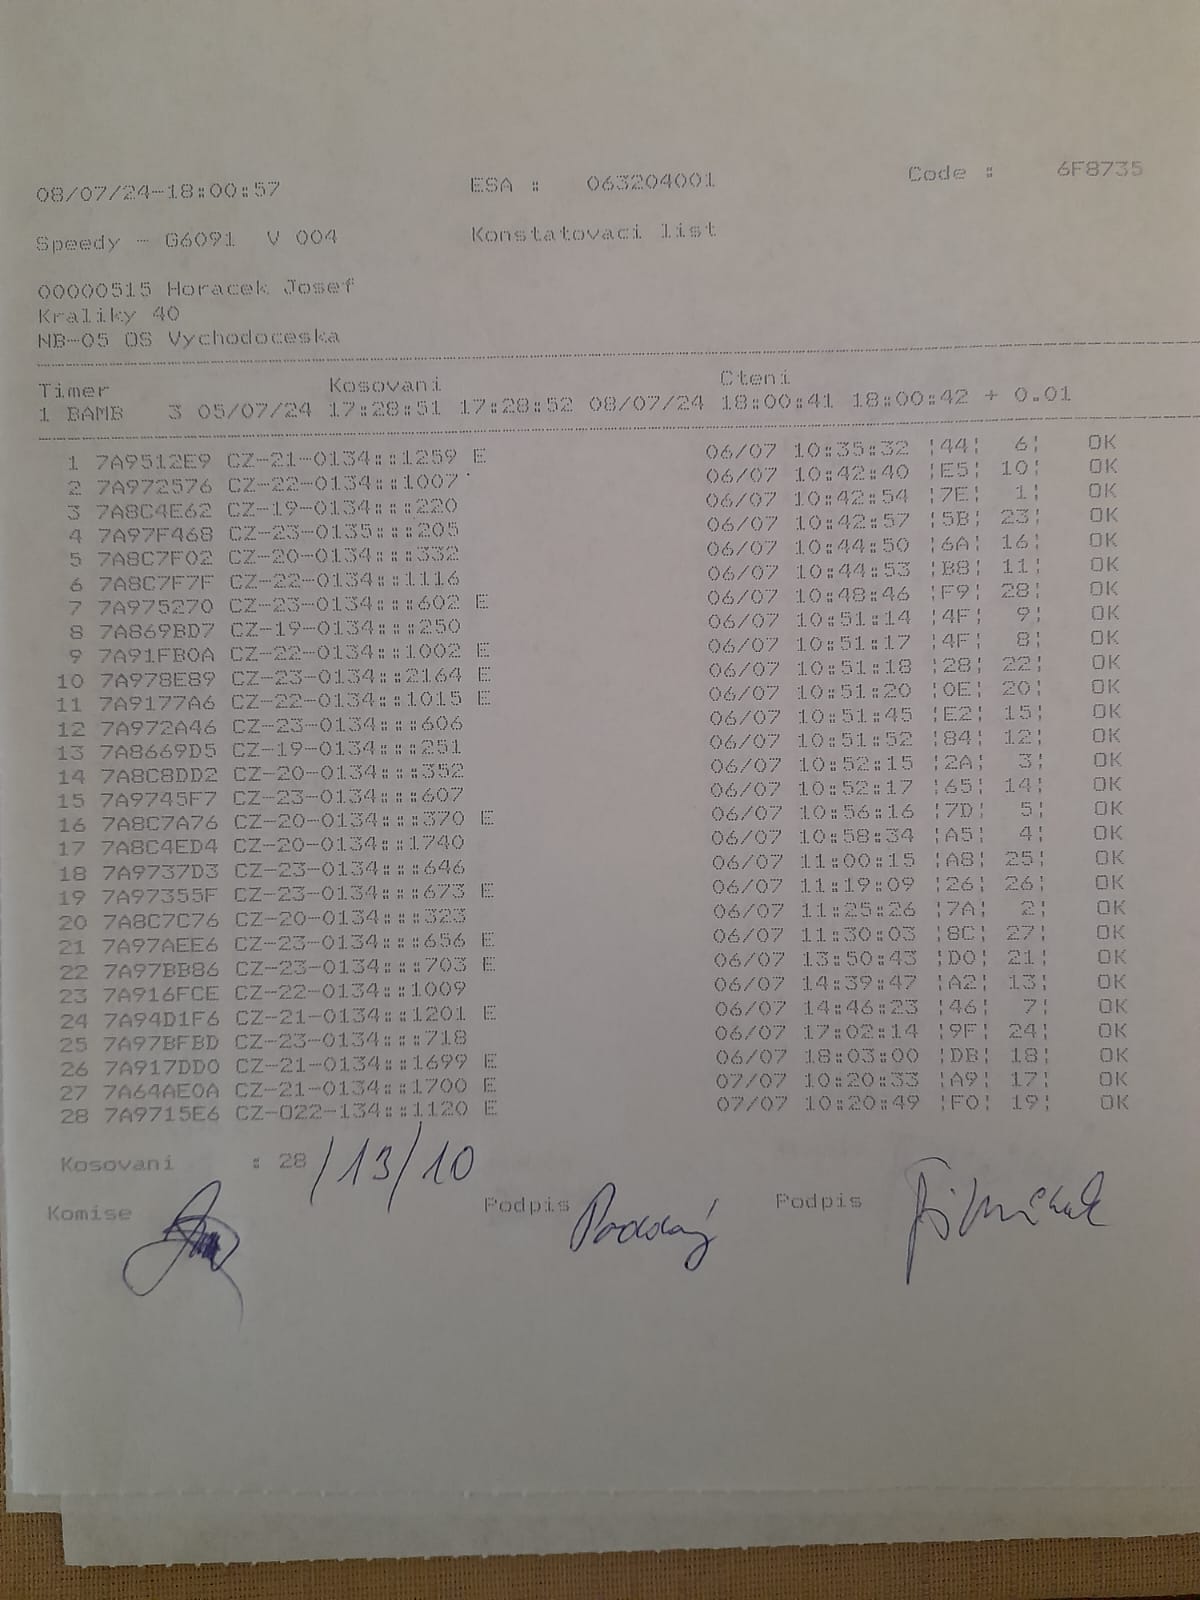 08/07/24-18:00:57 ESA : 063204001 Code : 6F8735
Speedy - G6091 V 004 Konstatovaci list
00000515 Horacek Josef
Kraliky 40
NB-05 OS Vychodoceska
Timer Kosovani Cteni
1 BAMB 3 05/07/24 17:28:51 17:28:52 08/07/24 18:00:41 18:00:42 + 0.01
1 7A9512E9 CZ-21-0134:::1259 E 06/07 10:35:32 ¦44¦ 6¦ OK
2 7A972576 CZ-22-0134:::1007 06/07 10:42:40 ¦E5¦ 10¦ OK
3 7A8C4E62 CZ-19-0134::::220 06/07 10:42:54 ¦7E¦ 1¦ OK
4 7A97F468 CZ-23-0135::::205 06/07 10:42:57 ¦5B¦ 23¦ OK
5 7A8C7F02 CZ-20-0134::::332 06/07 10:44:50 ¦6A¦ 16¦ OK
6 7A8C7F7F CZ-22-0134:::1116 06/07 10:44:53 ¦B8¦ 11¦ OK
7 7A975270 CZ-23-0134::::602 E 06/07 10:48:46 ¦F9¦ 28¦ OK
8 7A869BD7 CZ-19-0134::::250 06/07 10:51:14 ¦4F¦ 9¦ OK
9 7A91FB0A CZ-22-0134:::1002 E 06/07 10:51:17 ¦4F¦ 8¦ OK
10 7A978E89 CZ-23-0134:::2164 E 06/07 10:51:18 ¦28¦ 22¦ OK
11 7A9177A6 CZ-22-0134:::1015 E 06/07 10:51:20 ¦0E¦ 20¦ OK
12 7A972A46 CZ-23-0134::::606 06/07 10:51:45 ¦E2¦ 15¦ OK
13 7A8669D5 CZ-19-0134::::251 06/07 10:51:52 ¦84¦ 12¦ OK
14 7A8C8DD2 CZ-20-0134::::352 06/07 10:52:15 ¦2A¦ 3¦ OK
15 7A9745F7 CZ-23-0134::::607 06/07 10:52:17 ¦65¦ 14¦ OK
16 7A8C7A76 CZ-20-0134::::370 E 06/07 10:56:16 ¦7D¦ 5¦ OK
17 7A8C4ED4 CZ-20-0134:::1740 06/07 10:58:34 ¦A5¦ 4¦ OK
18 7A9737D3 CZ-23-0134::::646 06/07 11:00:15 ¦A8¦ 25¦ OK
19 7A97355F CZ-23-0134::::673 E 06/07 11:19:09 ¦26¦ 26¦ OK
20 7A8C7C76 CZ-20-0134::::323 06/07 11:25:26 ¦7A¦ 2¦ OK
21 7A97AEE6 CZ-23-0134::::656 E 06/07 11:30:03 ¦8C¦ 27¦ OK
22 7A97BB86 CZ-23-0134::::703 E 06/07 13:50:43 ¦D0¦ 21¦ OK
23 7A916FCE CZ-22-0134:::1009 06/07 14:39:47 ¦A2¦ 13¦ OK
24 7A94D1F6 CZ-21-0134:::1201 E 06/07 14:46:23 ¦46¦ 7¦ OK
25 7A97BFBD CZ-23-0134::::718 06/07 17:02:14 ¦9F¦ 24¦ OK
26 7A917DD0 CZ-21-0134:::1699 E 06/07 18:03:00 ¦DB¦ 18¦ OK
27 7A64AE0A CZ-21-0134:::1700 E 07/07 10:20:33 ¦A9¦ 17¦ OK
28 7A9715E6 CZ-022-134:::1120 E 07/07 10:20:49 ¦F0¦ 19¦ OK
Kosovani : 28 /13/10
Komise Podpis Podpis